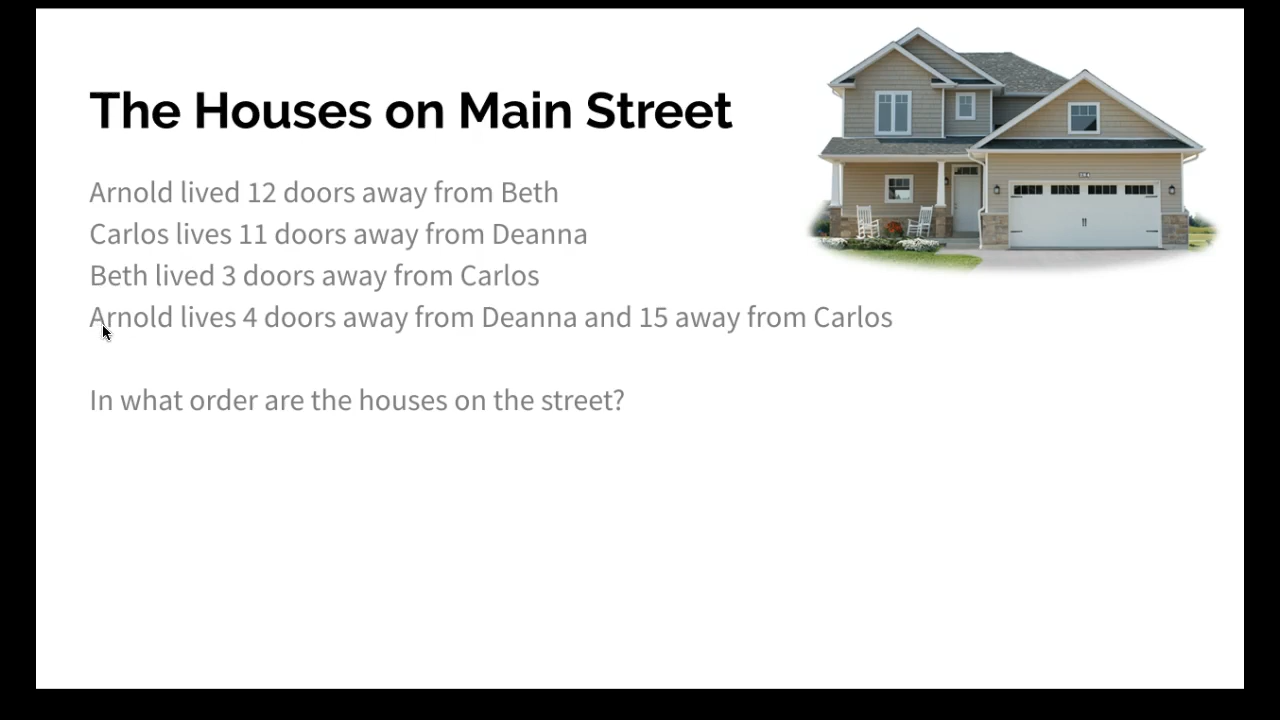 The Houses on Main Street
Arnold lived 12 doors away from Beth
Carlos lives 11 doors away from Deanna
Beth lived 3 doors away from Carlos
Arnold lives 4 doors away from Deanna and 15 away from Carlos
In what order are the houses on the street?